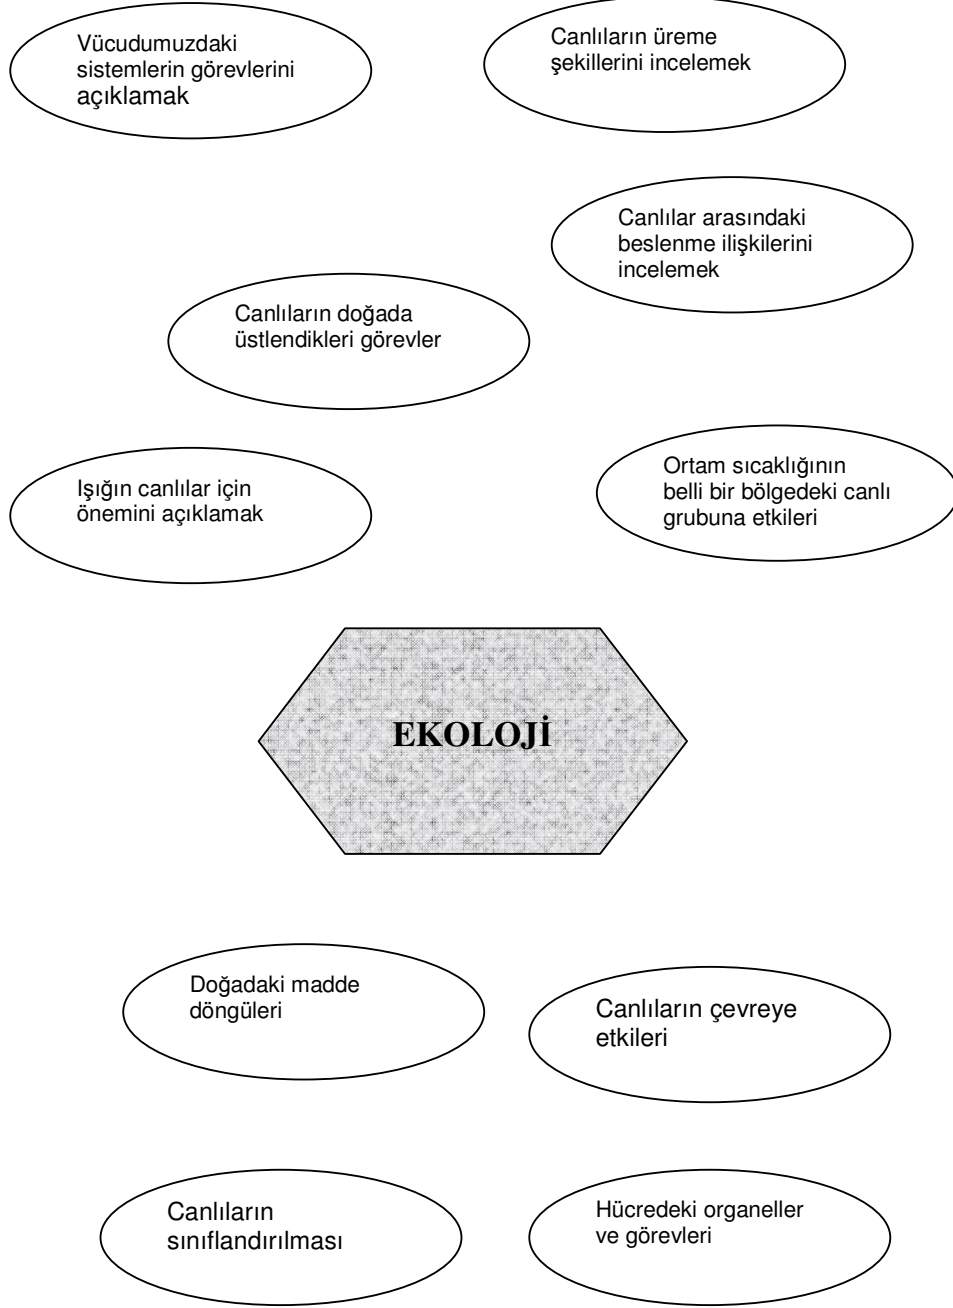 Vücudumuzdaki
sistemlerin görevlerini
açıklamak
Canlıların üreme
şekillerini incelemek
Canlılar arasındaki
beslenme ilişkilerini
incelemek
Canlıların doğada
üstlendikleri görevler
Işığın canlılar için
önemini açıklamak
Ortam sıcaklığının
belli bir bölgedeki canlı
grubuna etkileri
EKOLOJİ
Doğadaki madde
döngüleri
Canlıların çevreye
etkileri
Canlıların
sınıflandırılması
Hücredeki organeller
ve görevleri